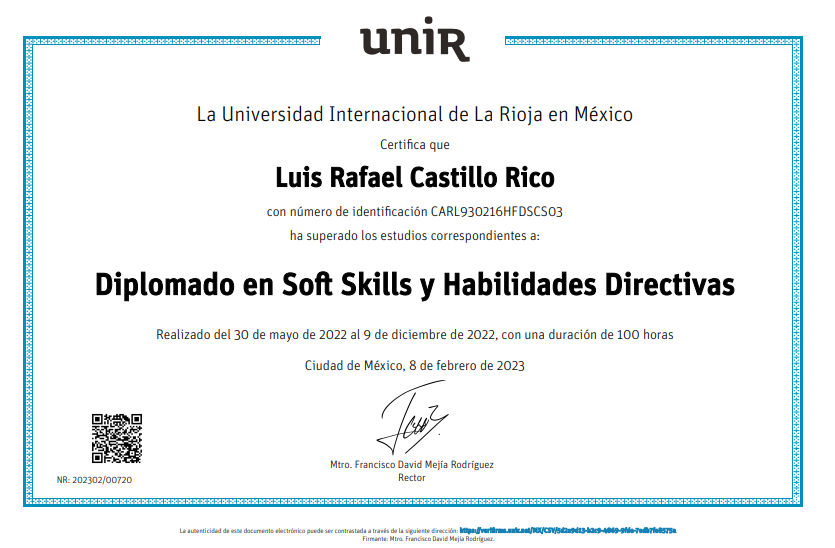 unir
La Universidad Internacional de La Rioja en México
Certifica que
Luis Rafael Castillo Rico
con número de identificación CARL930216HFDSCS03
ha superado los estudios correspondientes a:
Diplomado en Soft Skills y Habilidades Directivas
Realizado del 30 de mayo de 2022 al 9 de diciembre de 2022, con una duración de 100 horas
Ciudad de México, 8 de febrero de 2023
Mtro. Francisco David Mejía Rodríguez
Rector
NR: 202302/00720
La autenticidad de este documento electrónico puede ser contrastada a través de la siguiente dirección:
Firmante: Mtro. Francisco David Mejía Rodríguez.